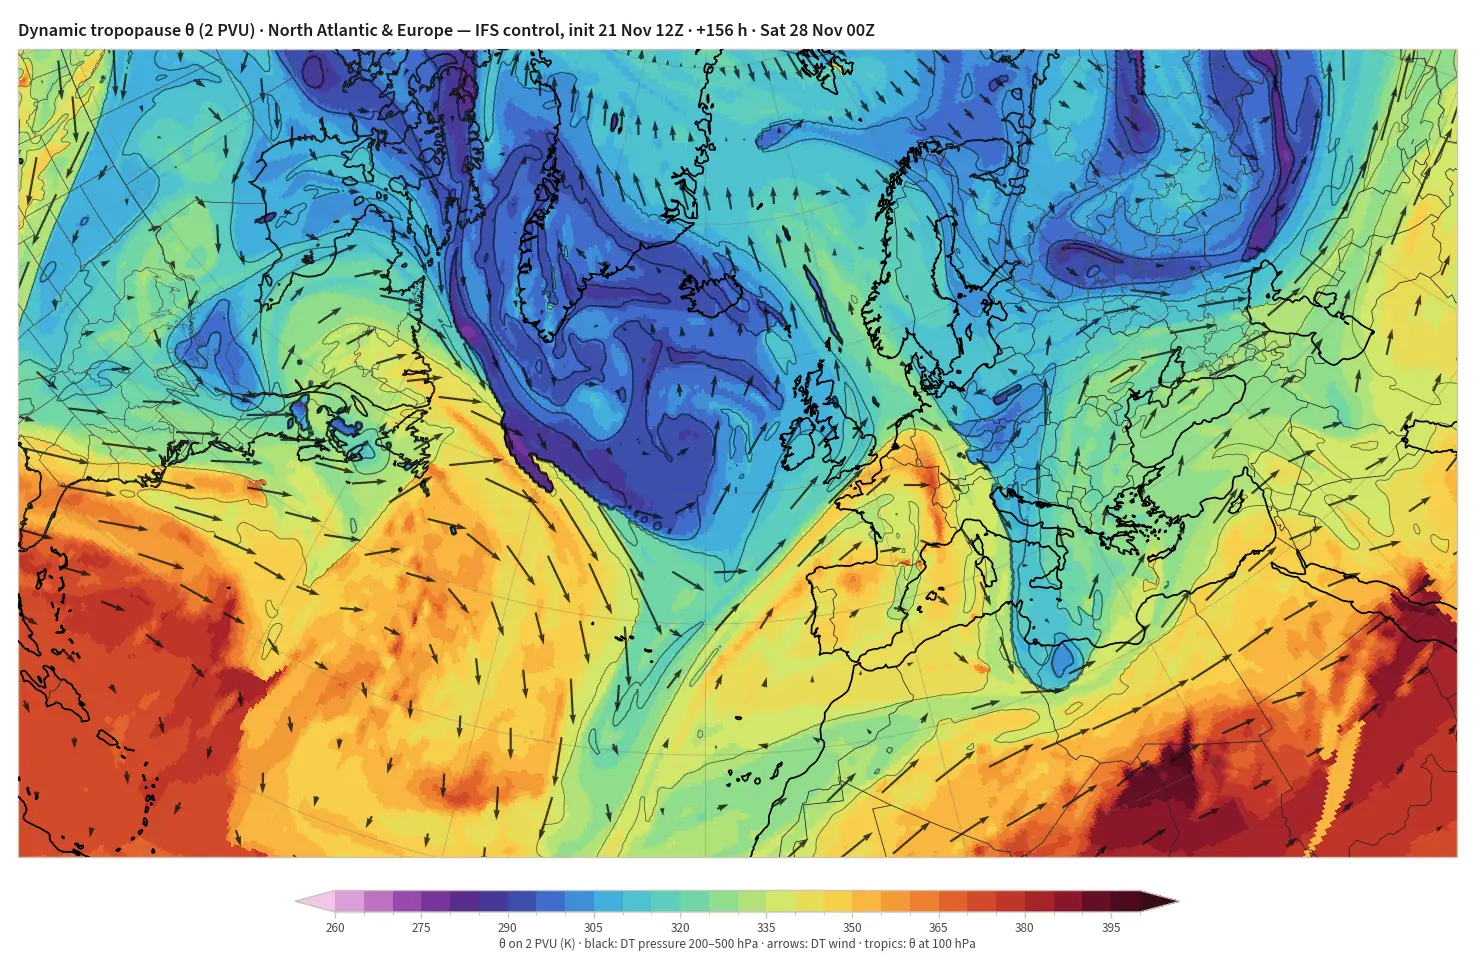 Dynamic tropopause θ (2 PVU) · North Atlantic & Europe — IFS control, init 21 Nov 12Z · +156 h · Sat 28 Nov 00Z
260 275 290 305 320 335 350 365 380 395
θ on 2 PVU (K) · black: DT pressure 200–500 hPa · arrows: DT wind · tropics: θ at 100 hPa